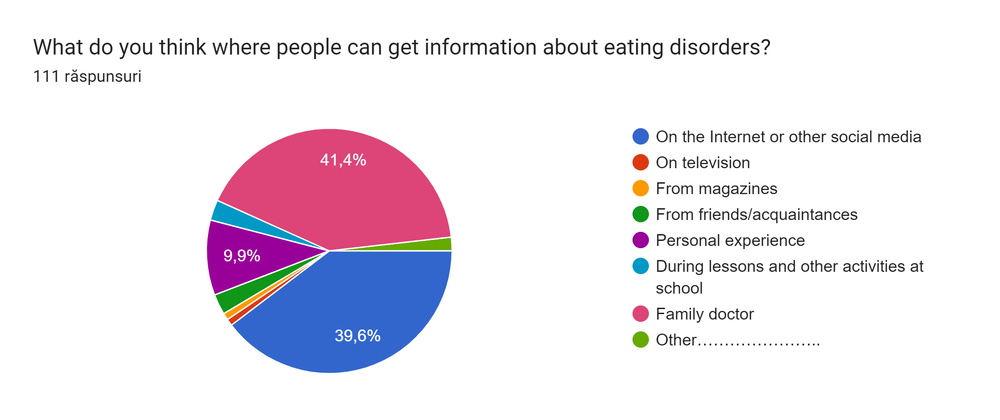 What do you think where people can get information about eating disorders?
111 răspunsuri
41,4%
9,9%
39,6%
On the Internet or other social media
On television
From magazines
From friends/acquaintances
Personal experience
During lessons and other activities at
school
Family doctor
Other…………………..